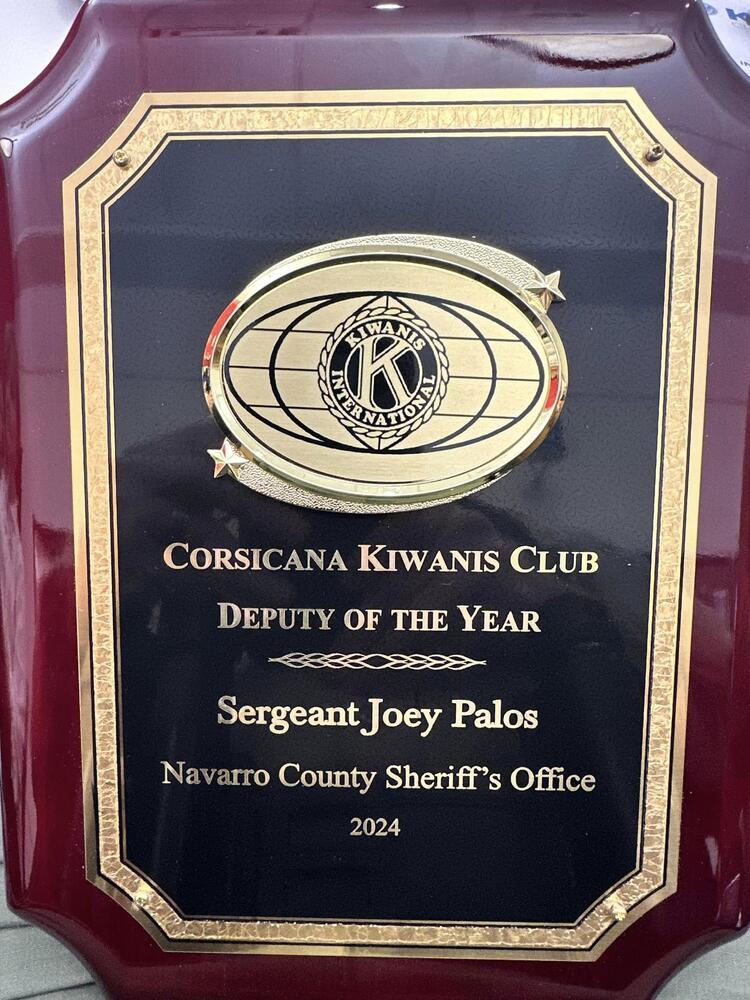 KIWANIS
K
INTERNATIONAL
CORSICANA KIWANIS CLUB
DEPUTY OF THE YEAR
Sergeant Joey Palos
Navarro County Sheriff's Office
2024